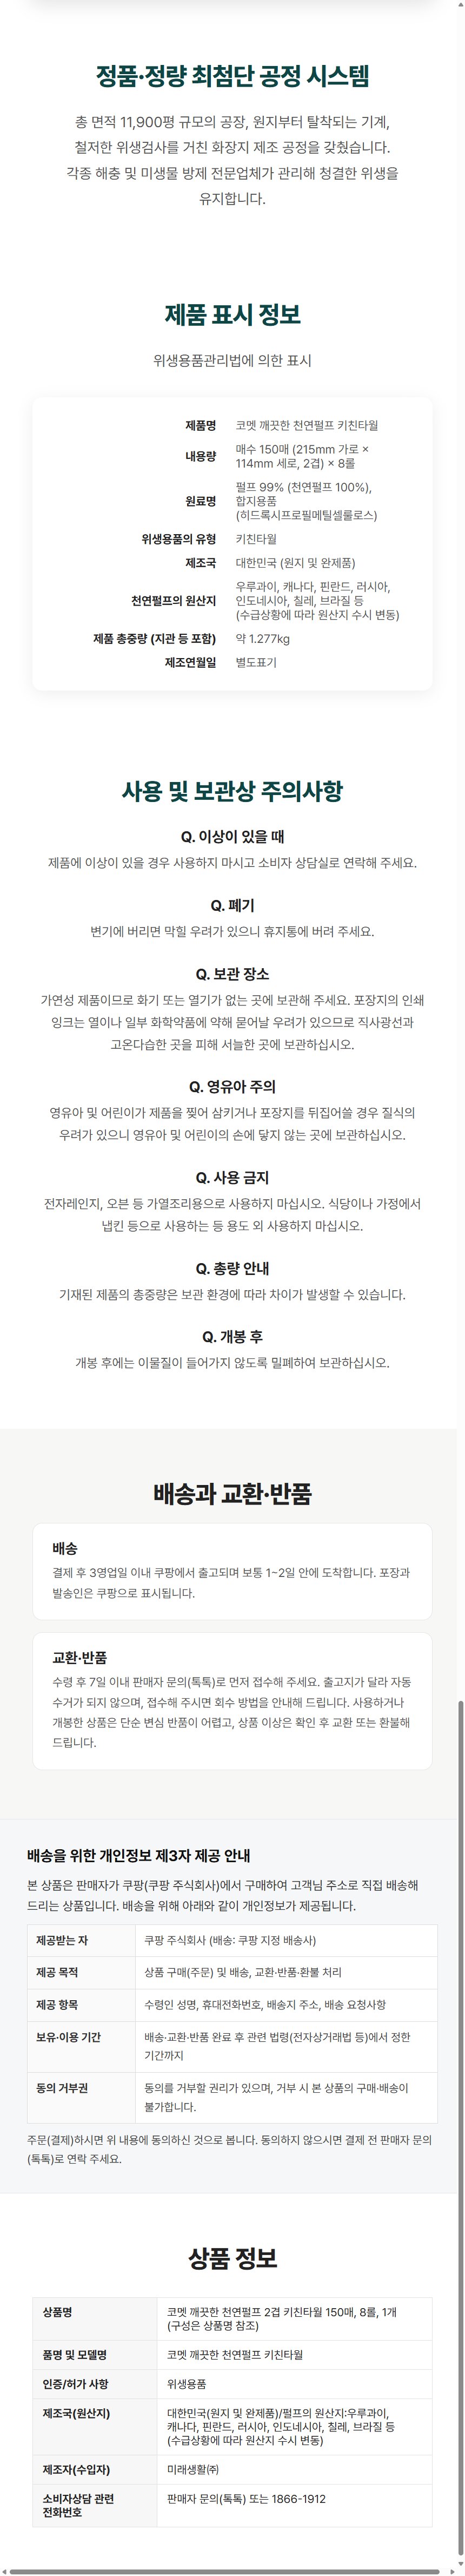 정품·정량 최첨단 공정 시스템
총 면적 11,900평 규모의 공장, 원지부터 탈착되는 기계,
철저한 위생검사를 거친 화장지 제조 공정을 갖췄습니다.
각종 해충 및 미생물 방제 전문업체가 관리해 청결한 위생을
유지합니다.
제품 표시 정보
위생용품관리법에 의한 표시
제품명 코멧 깨끗한 천연펄프 키친타월
내용량 매수 150매 (215mm 가로 ×
114mm 세로, 2겹) × 8롤
원료명 펄프 99% (천연펄프 100%),
합지용품
(히드록시프로필메틸셀룰로스)
위생용품의 유형 키친타월
제조국 대한민국 (원지 및 완제품)
천연펄프의 원산지 우루과이, 캐나다, 핀란드, 러시아,
인도네시아, 칠레, 브라질 등
(수급상황에 따라 원산지 수시 변동)
제품 총중량 (지관 등 포함) 약 1.277kg
제조연월일 별도표기
사용 및 보관상 주의사항
Q. 이상이 있을 때
제품에 이상이 있을 경우 사용하지 마시고 소비자 상담실로 연락해 주세요.
Q. 폐기
변기에 버리면 막힐 우려가 있으니 휴지통에 버려 주세요.
Q. 보관 장소
가연성 제품이므로 화기 또는 열기가 없는 곳에 보관해 주세요. 포장지의 인쇄
잉크는 열이나 일부 화학약품에 약해 묻어날 우려가 있으므로 직사광선과
고온다습한 곳을 피해 서늘한 곳에 보관하십시오.
Q. 영유아 주의
영유아 및 어린이가 제품을 찢어 삼키거나 포장지를 뒤집어쓸 경우 질식의
우려가 있으니 영유아 및 어린이의 손에 닿지 않는 곳에 보관하십시오.
Q. 사용 금지
전자레인지, 오븐 등 가열조리용으로 사용하지 마십시오. 식당이나 가정에서
냅킨 등으로 사용하는 등 용도 외 사용하지 마십시오.
Q. 총량 안내
기재된 제품의 총중량은 보관 환경에 따라 차이가 발생할 수 있습니다.
Q. 개봉 후
개봉 후에는 이물질이 들어가지 않도록 밀폐하여 보관하십시오.
배송과 교환·반품
배송
결제 후 3영업일 이내 쿠팡에서 출고되며 보통 1~2일 안에 도착합니다. 포장과
발송인은 쿠팡으로 표시됩니다.
교환·반품
수령 후 7일 이내 판매자 문의(톡톡)로 먼저 접수해 주세요. 출고지가 달라 자동
수거가 되지 않으며, 접수해 주시면 회수 방법을 안내해 드립니다. 사용하거나
개봉한 상품은 단순 변심 반품이 어렵고, 상품 이상은 확인 후 교환 또는 환불해
드립니다.
배송을 위한 개인정보 제3자 제공 안내
본 상품은 판매자가 쿠팡(쿠팡 주식회사)에서 구매하여 고객님 주소로 직접 배송해
드리는 상품입니다. 배송을 위해 아래와 같이 개인정보가 제공됩니다.
제공받는 자 쿠팡 주식회사 (배송: 쿠팡 지정 배송사)
제공 목적 상품 구매(주문) 및 배송, 교환·반품·환불 처리
제공 항목 수령인 성명, 휴대전화번호, 배송지 주소, 배송 요청사항
보유·이용 기간 배송·교환·반품 완료 후 관련 법령(전자상거래법 등)에서 정한
기간까지
동의 거부권 동의를 거부할 권리가 있으며, 거부 시 본 상품의 구매·배송이
불가합니다.
주문(결제)하시면 위 내용에 동의하신 것으로 봅니다. 동의하지 않으시면 결제 전 판매자 문의
(톡톡)로 연락 주세요.
상품 정보
상품명 코멧 깨끗한 천연펄프 2겹 키친타월 150매, 8롤, 1개
(구성은 상품명 참조)
품명 및 모델명 코멧 깨끗한 천연펄프 키친타월
인증/허가 사항 위생용품
제조국(원산지) 대한민국(원지 및 완제품)/펄프의 원산지:우루과이,
캐나다, 핀란드, 러시아, 인도네시아, 칠레, 브라질 등
(수급상황에 따라 원산지 수시 변동)
제조자(수입자) 미래생활㈜
소비자상담 관련 판매자 문의(톡톡) 또는 1866-1912
전화번호